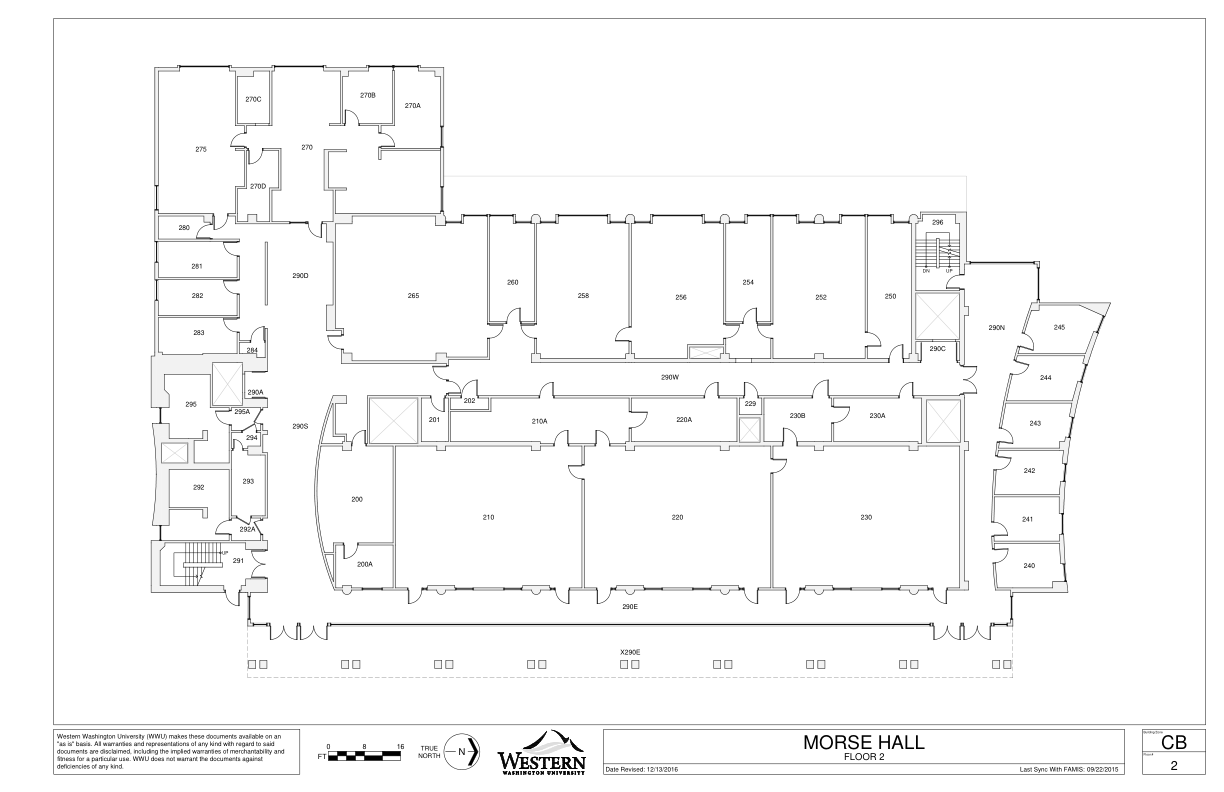 270C
270B
270A
275
270
270D
280
296
281
290D
DN
UP
282
265
260
258
256
254
252
250
283
290N
245
284
290C
290W
244
290A
295
295A
290S
202
201
210A
220A
229
230B
230A
243
294
242
293
292
200
210
220
230
241
292A
UP
291
200A
240
290E
X290E
Western Washington University (WWU) makes these documents available on an
"as is" basis. All warranties and representations of any kind with regard to said
documents are disclaimed, including the implied warranties of merchantability and
fitness for a particular use. WWU does not warrant the documents against
deficiencies of any kind.
0 8 16
FT
TRUE
NORTH
N
WESTERN
WASHINGTON UNIVERSITY
MORSE HALL
FLOOR 2
Date Revised: 12/13/2016
Last Sync With FAMIS: 09/22/2015
CB
2